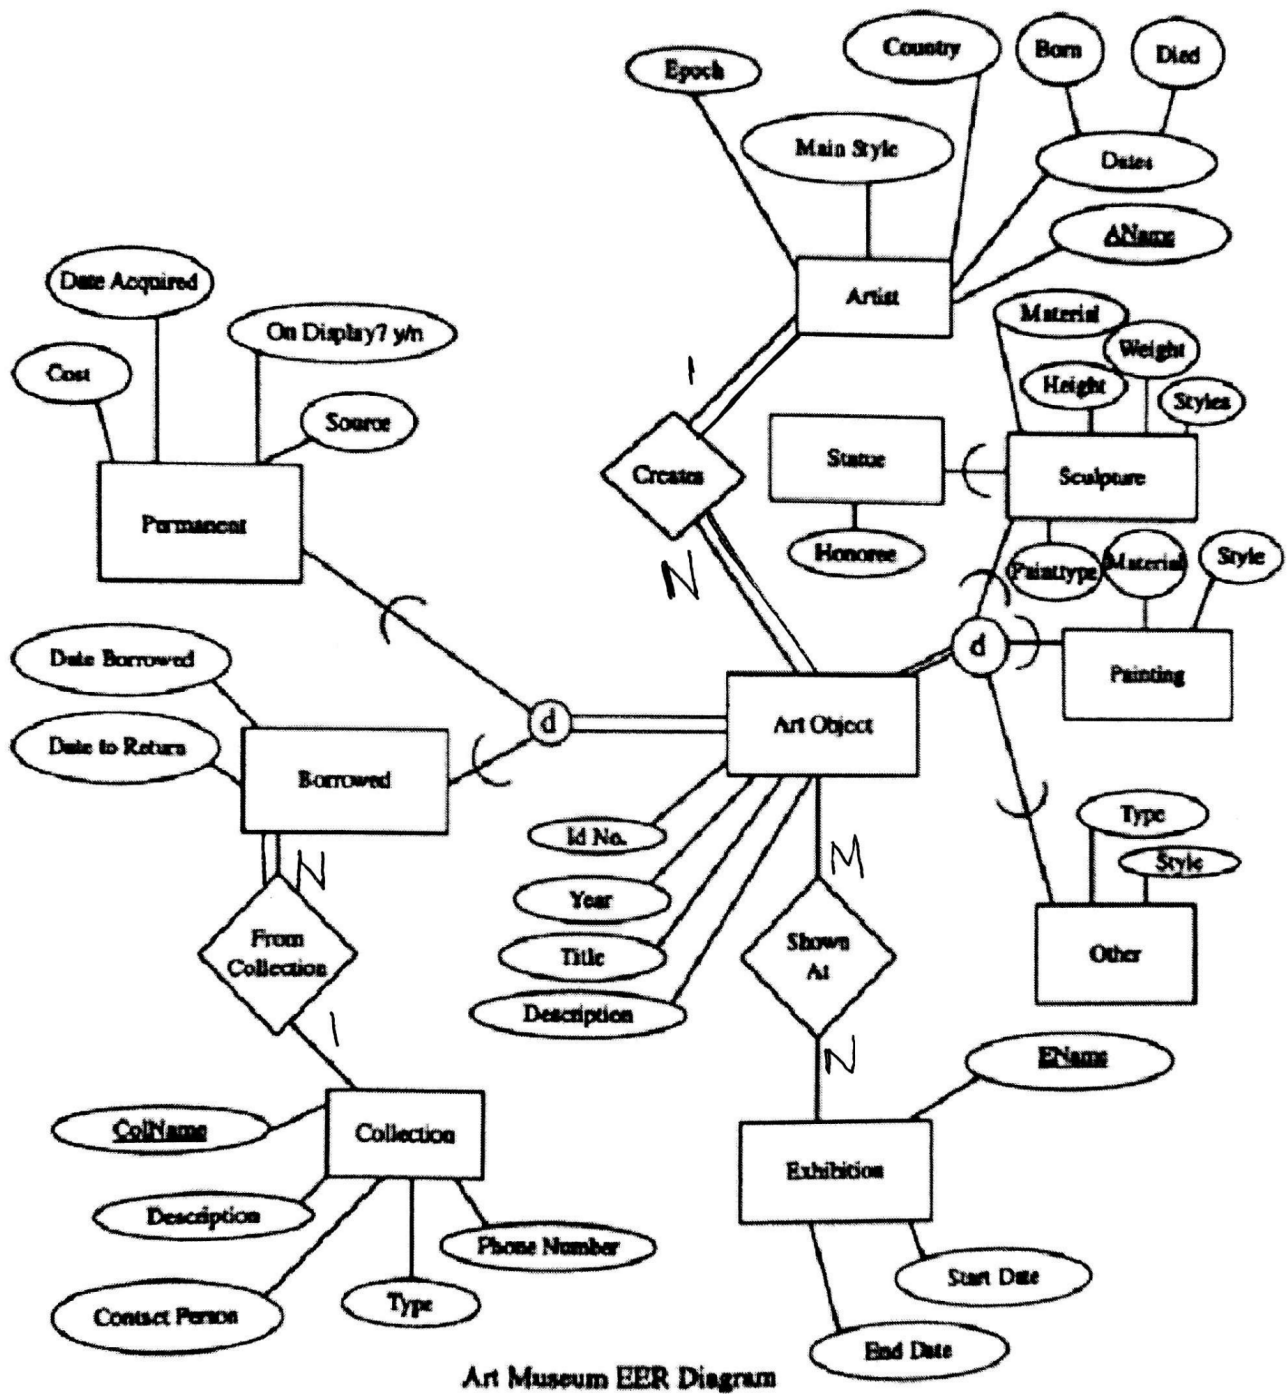 Epoch
Country
Born
Died
Main Style
Dates
AName
Date Acquired
On Display? y/n
Cost
Source
Permanent
Artist
Material
Weight
Height
Styles
1
Creates
Statue
Sculpture
N
Honoree
Painttype
Material
Style
d
Painting
Date Borrowed
Date to Return
Borrowed
d
Art Object
Id No.
Year
Title
Description
M
Type
Style
Other
N
From
Collection
Shown
At
1
N
EName
ColName
Collection
Exhibition
Description
Phone Number
Contact Person
Type
Start Date
End Date
Art Museum EER Diagram